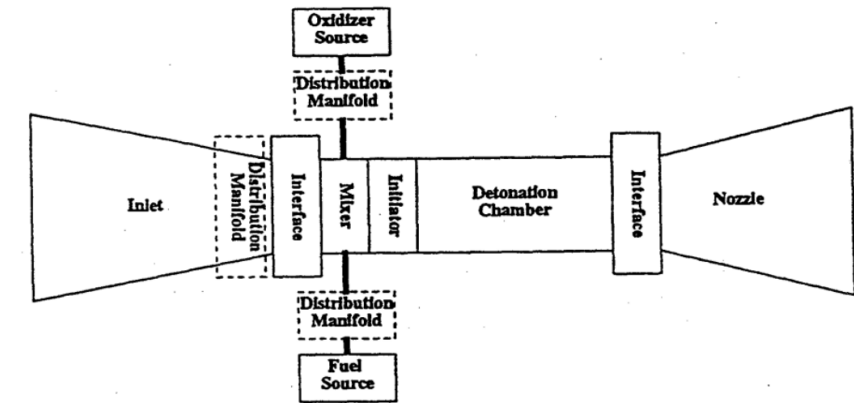 Oxidizer
Source
Distribution
Manifold
Inlet
Distribution
Manifold
Interface
Mixer
Initiator
Detonation
Chamber
Interface
Nozzle
Distribution
Manifold
Fuel
Source